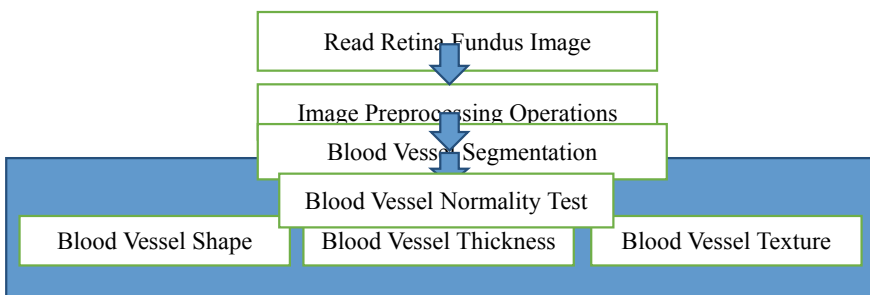 Read Retina Fundus Image
Image Preprocessing Operations
Blood Vessel Segmentation
Blood Vessel Normality Test
Blood Vessel Shape
Blood Vessel Thickness
Blood Vessel Texture